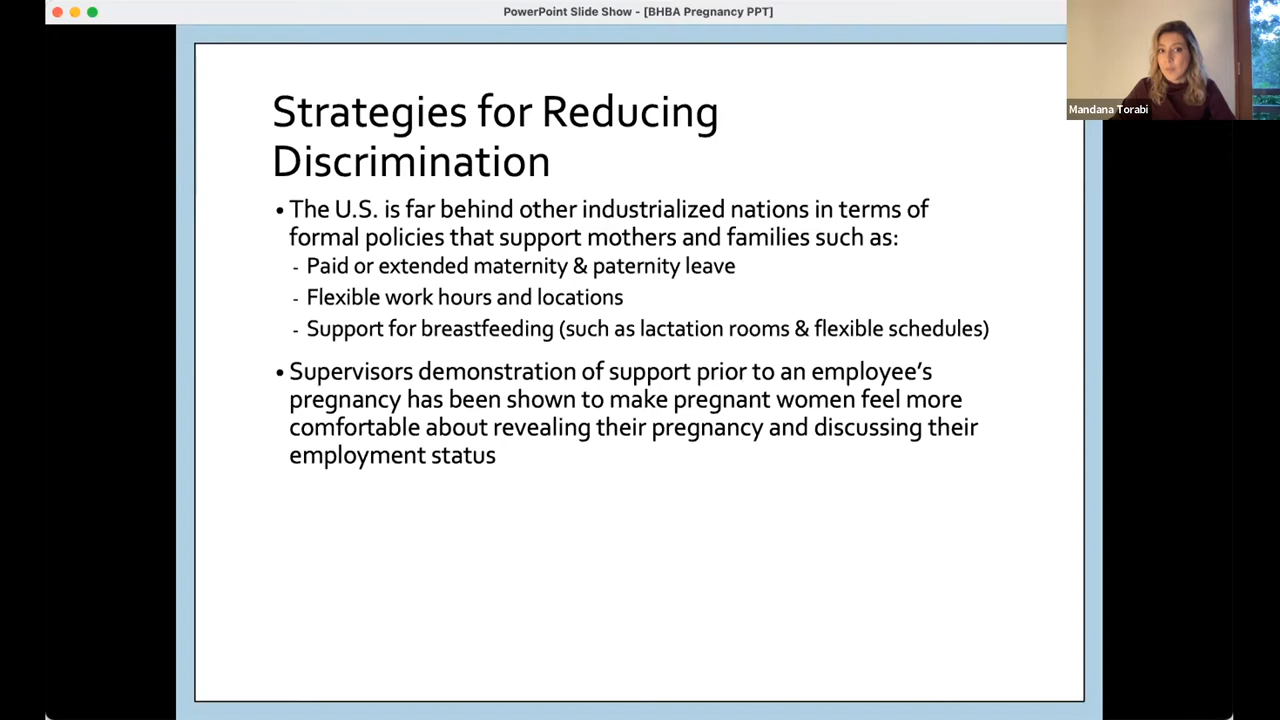 PowerPoint Slide Show - [BHBA Pregnancy PPT]
Mandana Torabi
Strategies for Reducing
Discrimination
• The U.S. is far behind other industrialized nations in terms of
formal policies that support mothers and families such as:
- Paid or extended maternity & paternity leave
- Flexible work hours and locations
- Support for breastfeeding (such as lactation rooms & flexible schedules)
• Supervisors demonstration of support prior to an employee’s
pregnancy has been shown to make pregnant women feel more
comfortable about revealing their pregnancy and discussing their
employment status